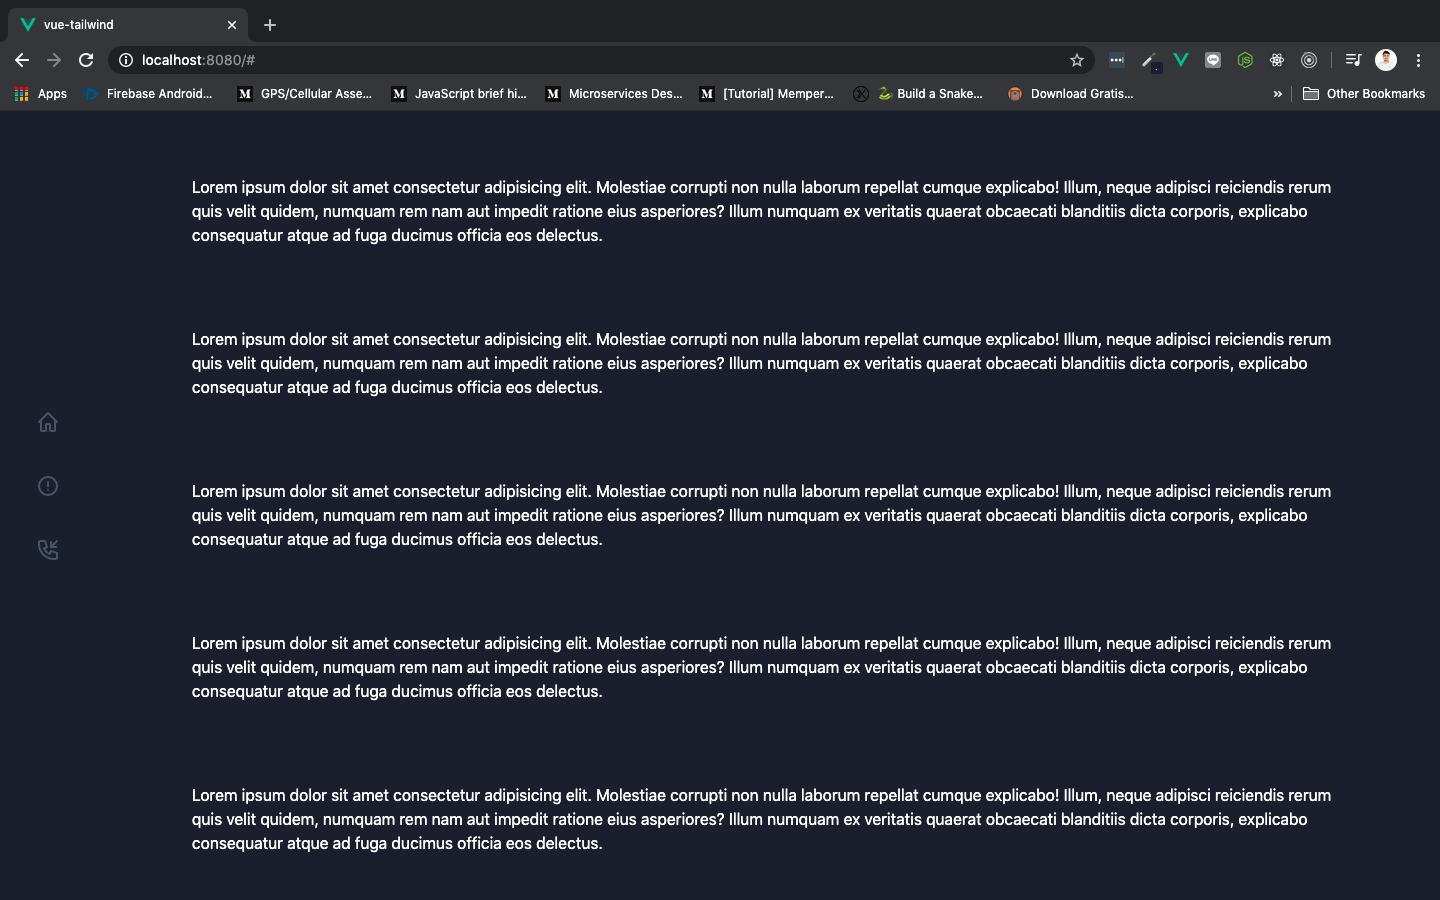 vue-tailwind
localhost:8080/#
Apps
Firebase Android...
M
GPS/Cellular Asse...
M
JavaScript brief hi...
M
Microservices Des...
M
[Tutorial] Memper...
Build a Snake...
Download Gratis...
»
Other Bookmarks
Lorem ipsum dolor sit amet consectetur adipisicing elit. Molestiae corrupti non nulla laborum repellat cumque explicabo! Illum, neque adipisci reiciendis rerum
quis velit quidem, numquam rem nam aut impedit ratione eius asperiores? Illum numquam ex veritatis quaerat obcaecati blanditiis dicta corporis, explicabo
consequatur atque ad fuga ducimus officia eos delectus.
Lorem ipsum dolor sit amet consectetur adipisicing elit. Molestiae corrupti non nulla laborum repellat cumque explicabo! Illum, neque adipisci reiciendis rerum
quis velit quidem, numquam rem nam aut impedit ratione eius asperiores? Illum numquam ex veritatis quaerat obcaecati blanditiis dicta corporis, explicabo
consequatur atque ad fuga ducimus officia eos delectus.
Lorem ipsum dolor sit amet consectetur adipisicing elit. Molestiae corrupti non nulla laborum repellat cumque explicabo! Illum, neque adipisci reiciendis rerum
quis velit quidem, numquam rem nam aut impedit ratione eius asperiores? Illum numquam ex veritatis quaerat obcaecati blanditiis dicta corporis, explicabo
consequatur atque ad fuga ducimus officia eos delectus.
Lorem ipsum dolor sit amet consectetur adipisicing elit. Molestiae corrupti non nulla laborum repellat cumque explicabo! Illum, neque adipisci reiciendis rerum
quis velit quidem, numquam rem nam aut impedit ratione eius asperiores? Illum numquam ex veritatis quaerat obcaecati blanditiis dicta corporis, explicabo
consequatur atque ad fuga ducimus officia eos delectus.
Lorem ipsum dolor sit amet consectetur adipisicing elit. Molestiae corrupti non nulla laborum repellat cumque explicabo! Illum, neque adipisci reiciendis rerum
quis velit quidem, numquam rem nam aut impedit ratione eius asperiores? Illum numquam ex veritatis quaerat obcaecati blanditiis dicta corporis, explicabo
consequatur atque ad fuga ducimus officia eos delectus.